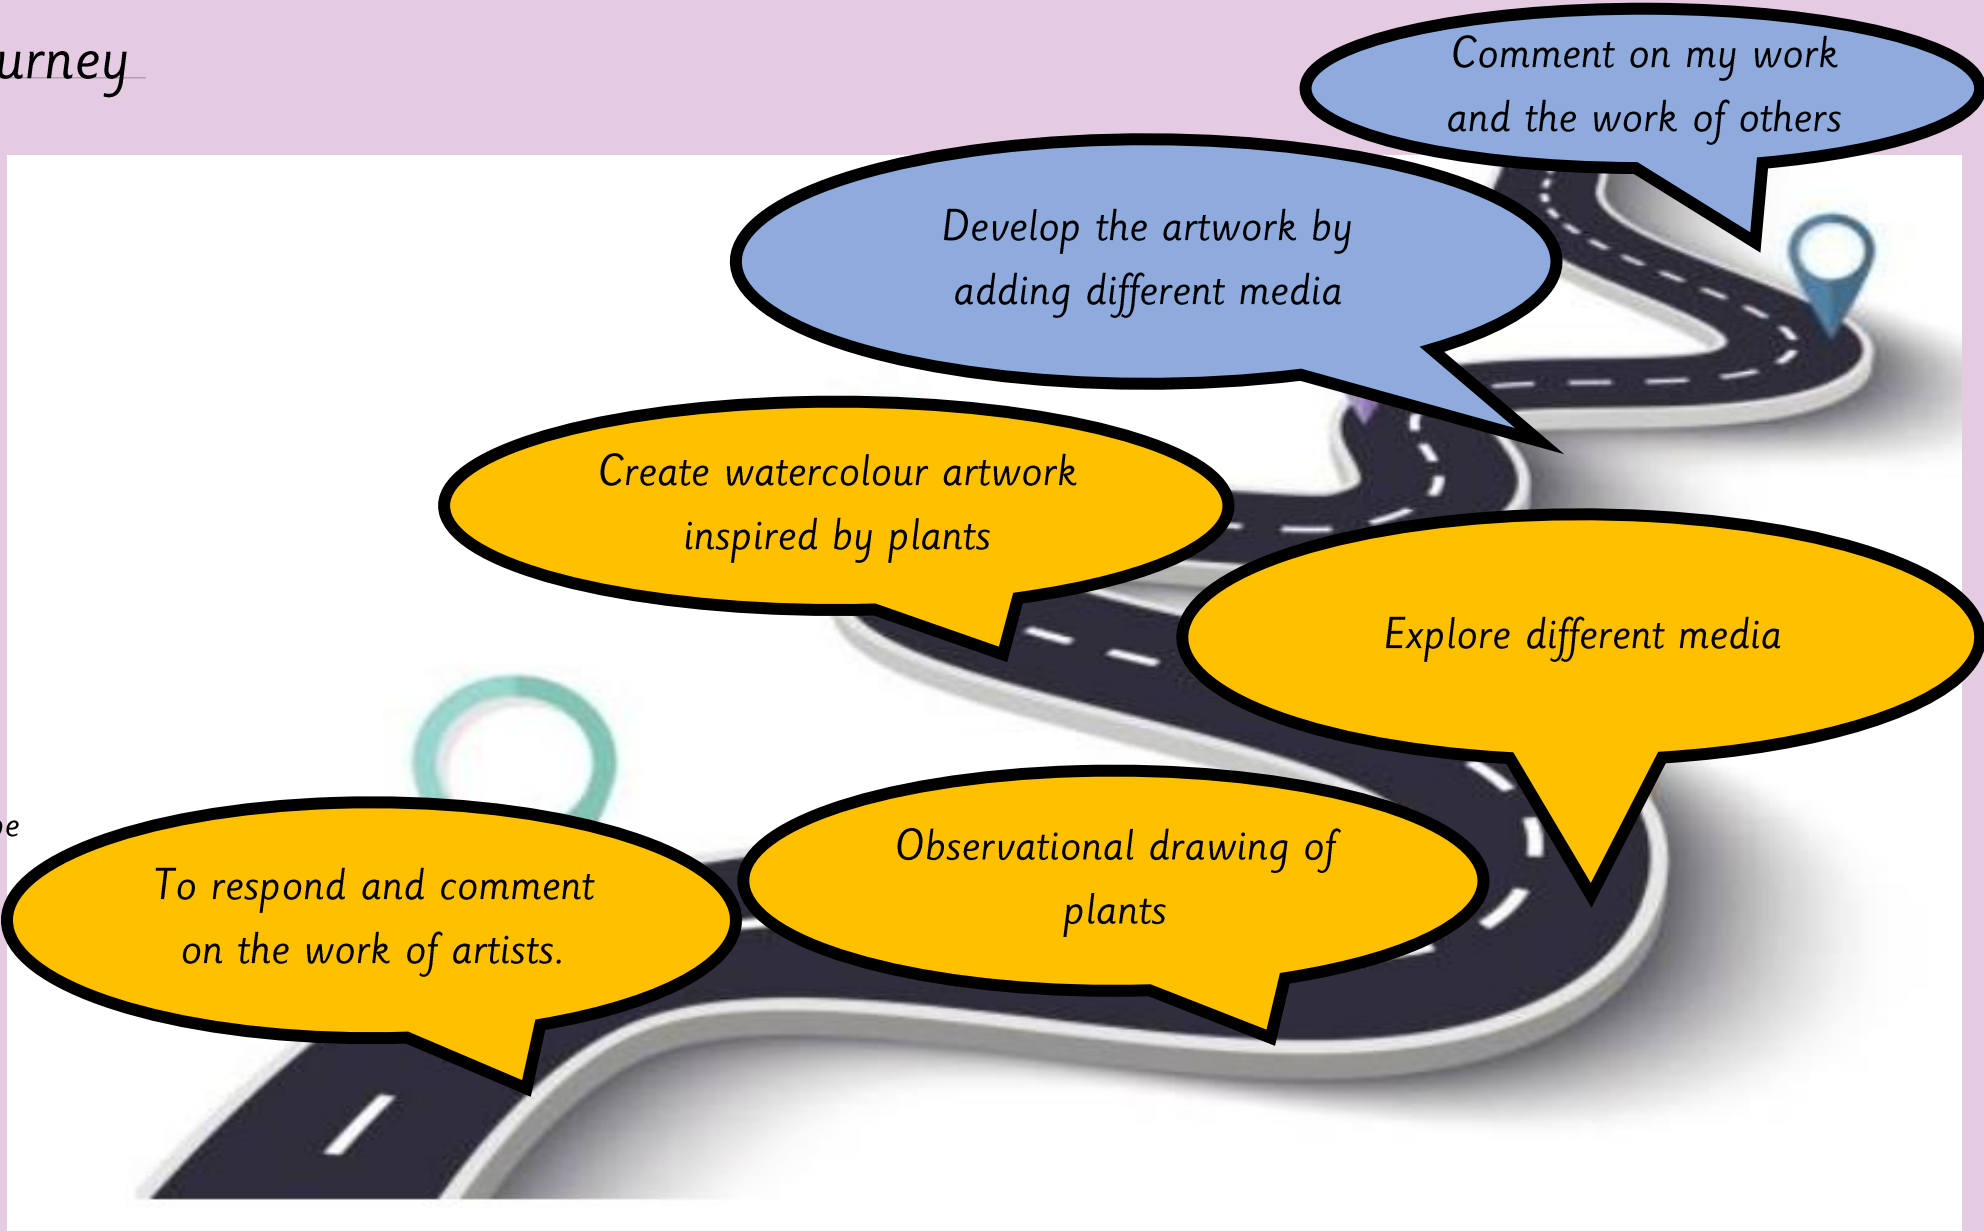 Comment on my work
and the work of others
Develop the artwork by
adding different media
Create watercolour artwork
inspired by plants
Explore different media
Observational drawing of
plants
To respond and comment
on the work of artists.